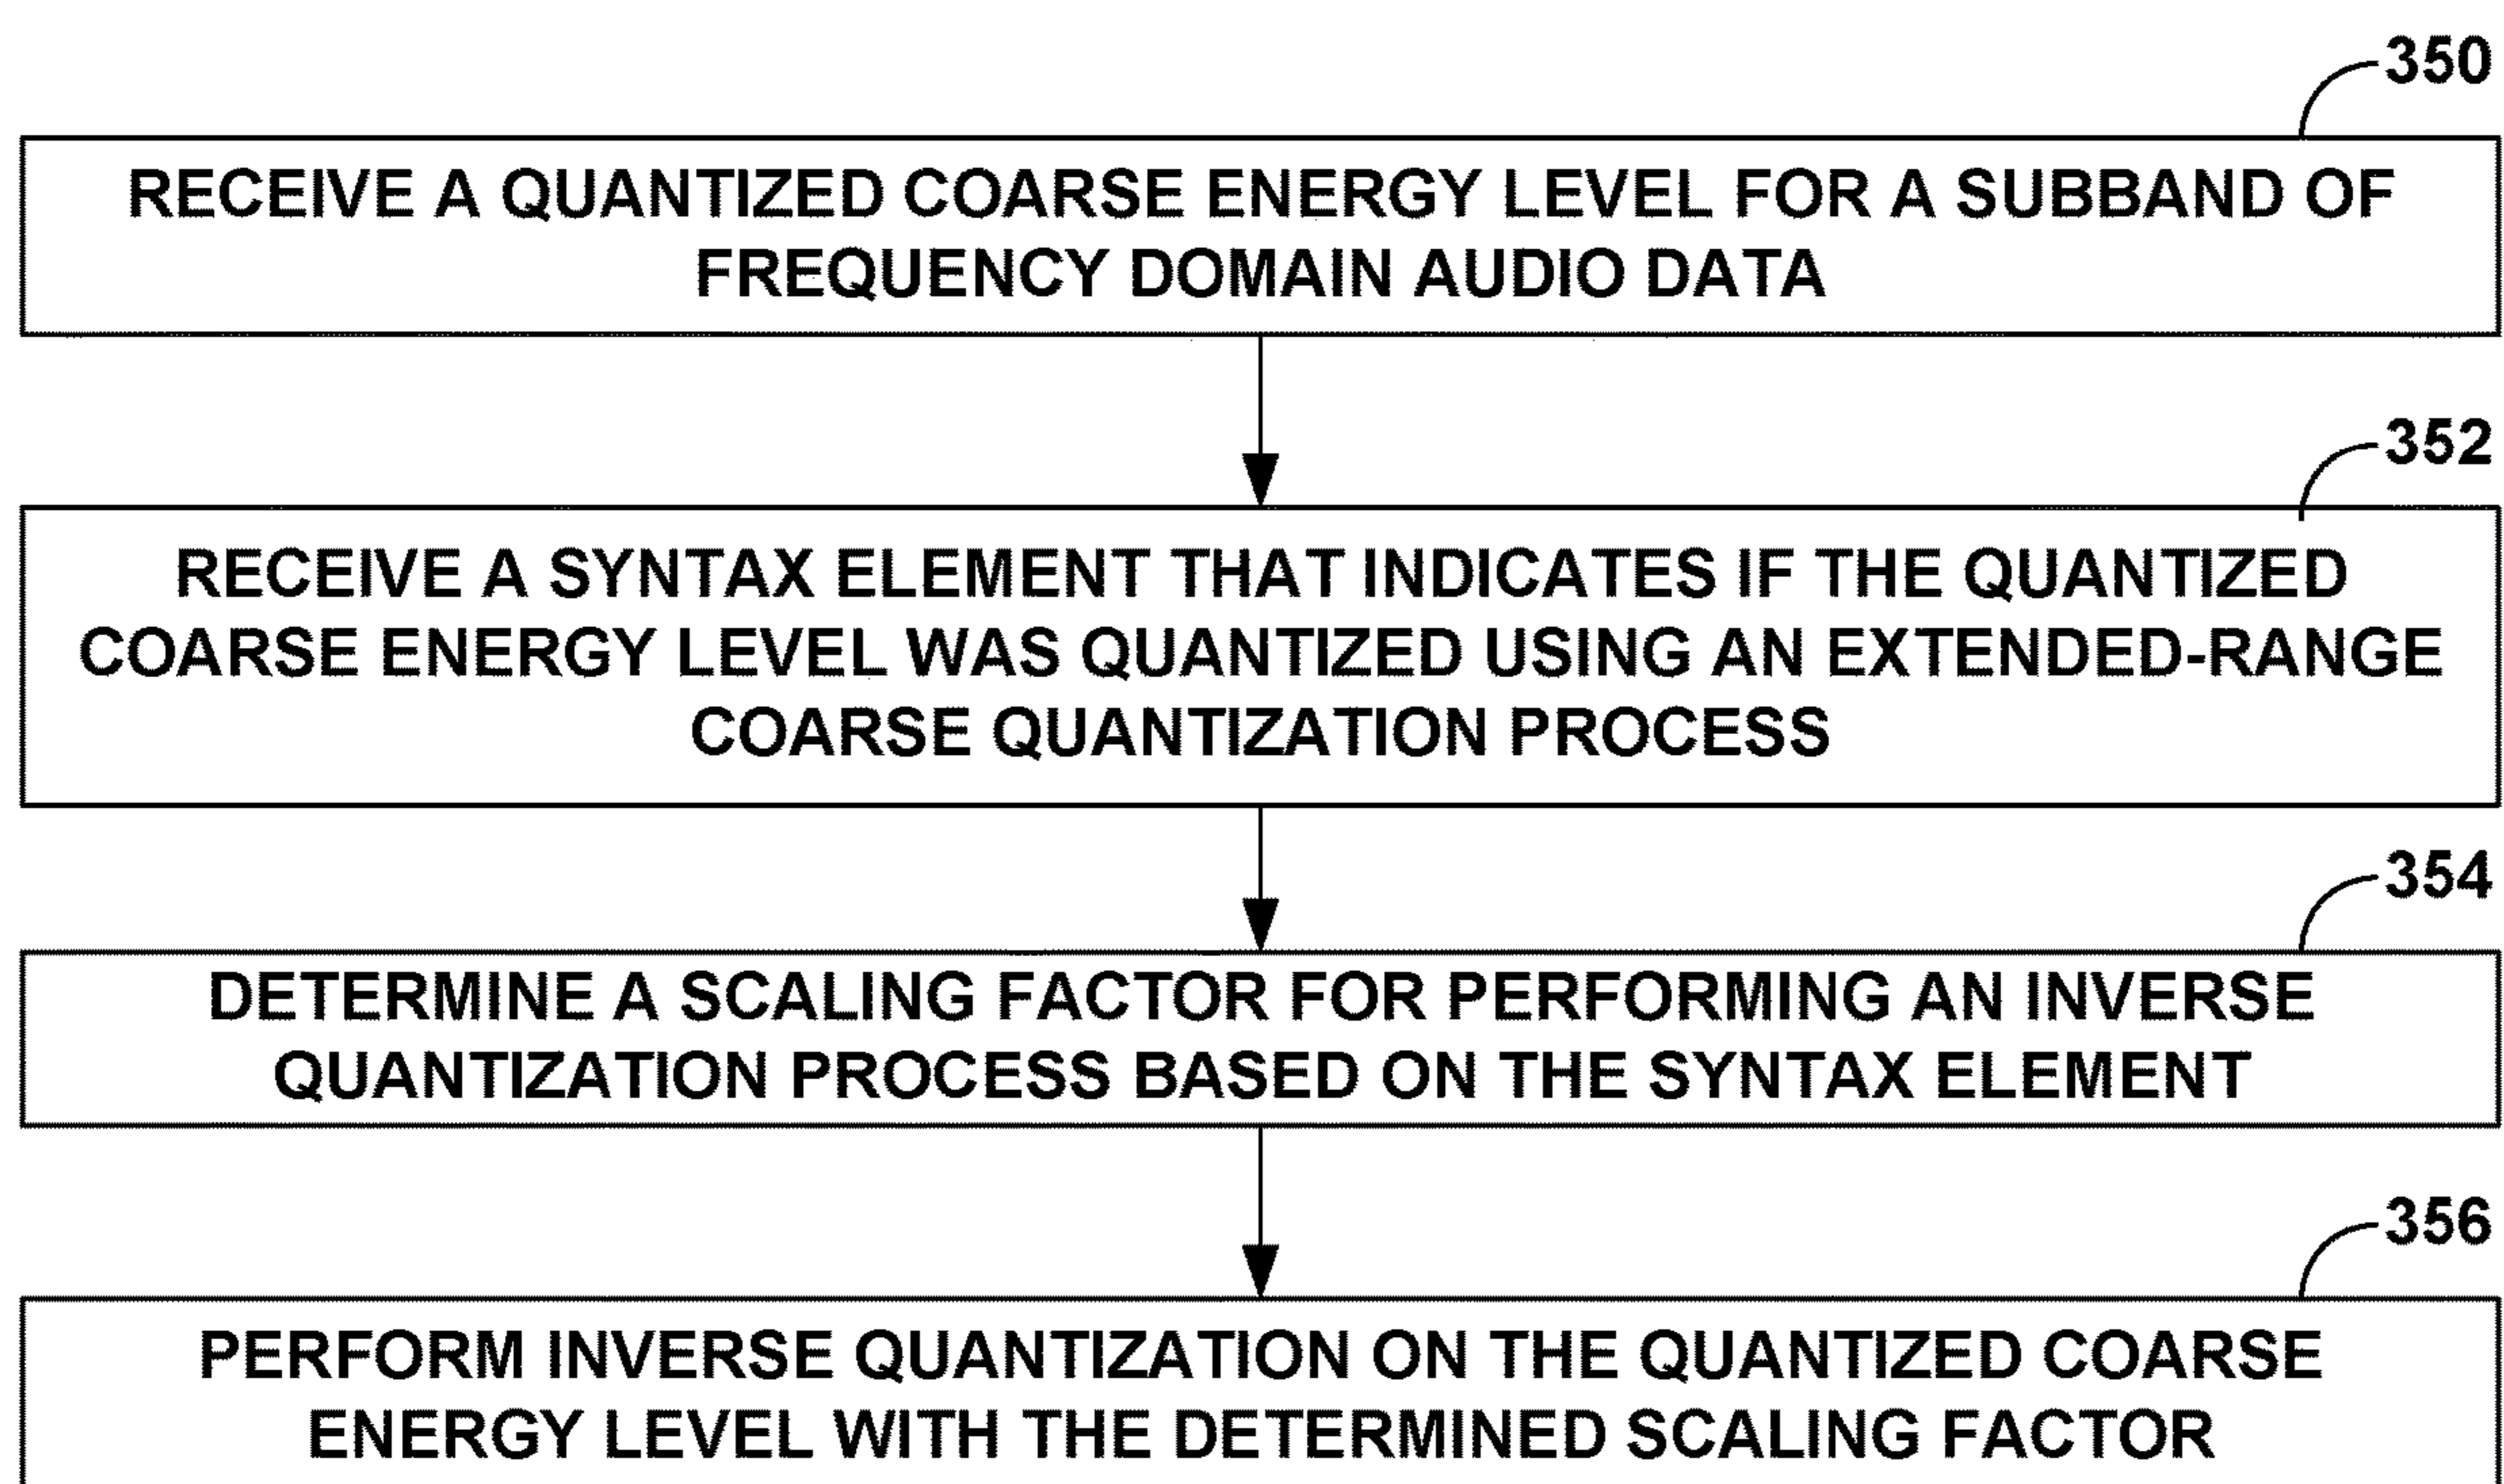 350
RECEIVE A QUANTIZED COARSE ENERGY LEVEL FOR A SUBBAND OF
FREQUENCY DOMAIN AUDIO DATA
352
RECEIVE A SYNTAX ELEMENT THAT INDICATES IF THE QUANTIZED
COARSE ENERGY LEVEL WAS QUANTIZED USING AN EXTENDED-RANGE
COARSE QUANTIZATION PROCESS
354
DETERMINE A SCALING FACTOR FOR PERFORMING AN INVERSE
QUANTIZATION PROCESS BASED ON THE SYNTAX ELEMENT
356
PERFORM INVERSE QUANTIZATION ON THE QUANTIZED COARSE
ENERGY LEVEL WITH THE DETERMINED SCALING FACTOR